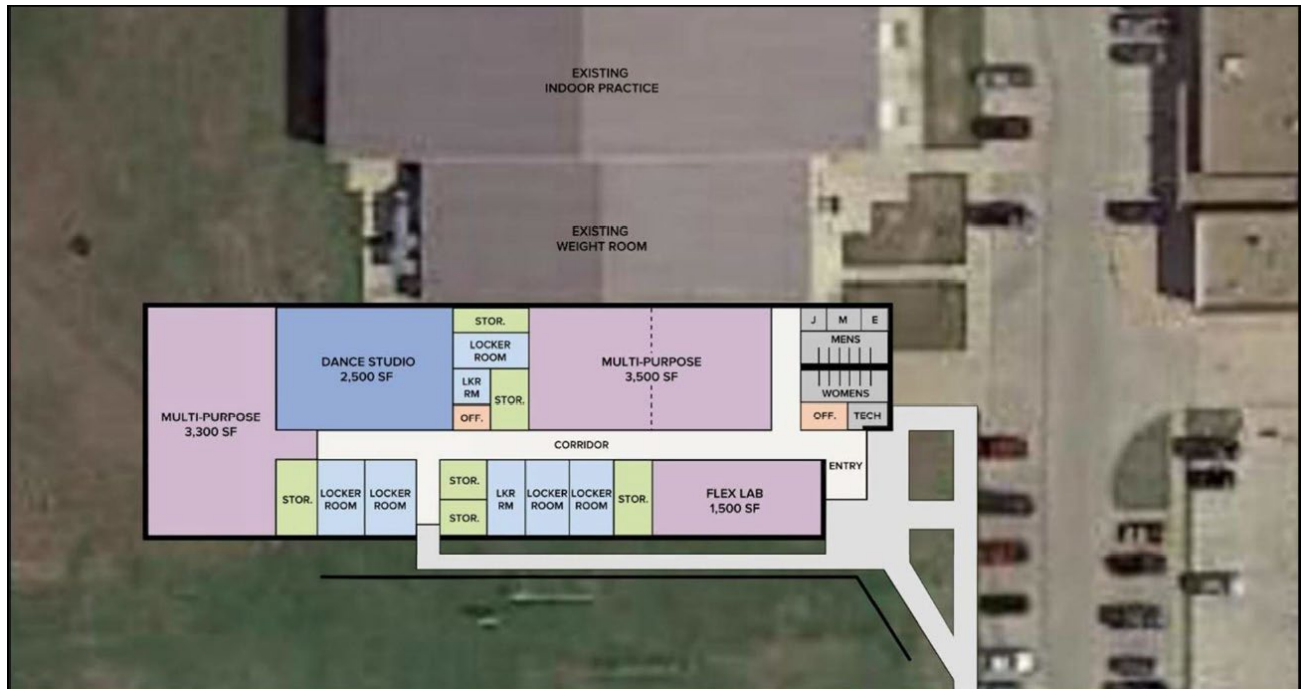 EXISTING
INDOOR PRACTICE
EXISTING
WEIGHT ROOM
STOR.
LOCKER
ROOM
LKR
RM
STOR.
OFF.
DANCE STUDIO
2,500 SF
MULTI-PURPOSE
3,500 SF
J M E
MENS
WOMENS
OFF. TECH
MULTI-PURPOSE
3,300 SF
CORRIDOR
ENTRY
STOR.
LOCKER
ROOM
LOCKER
ROOM
STOR.
STOR.
LKR
RM
LOCKER
ROOM
LOCKER
ROOM
STOR.
FLEX LAB
1,500 SF